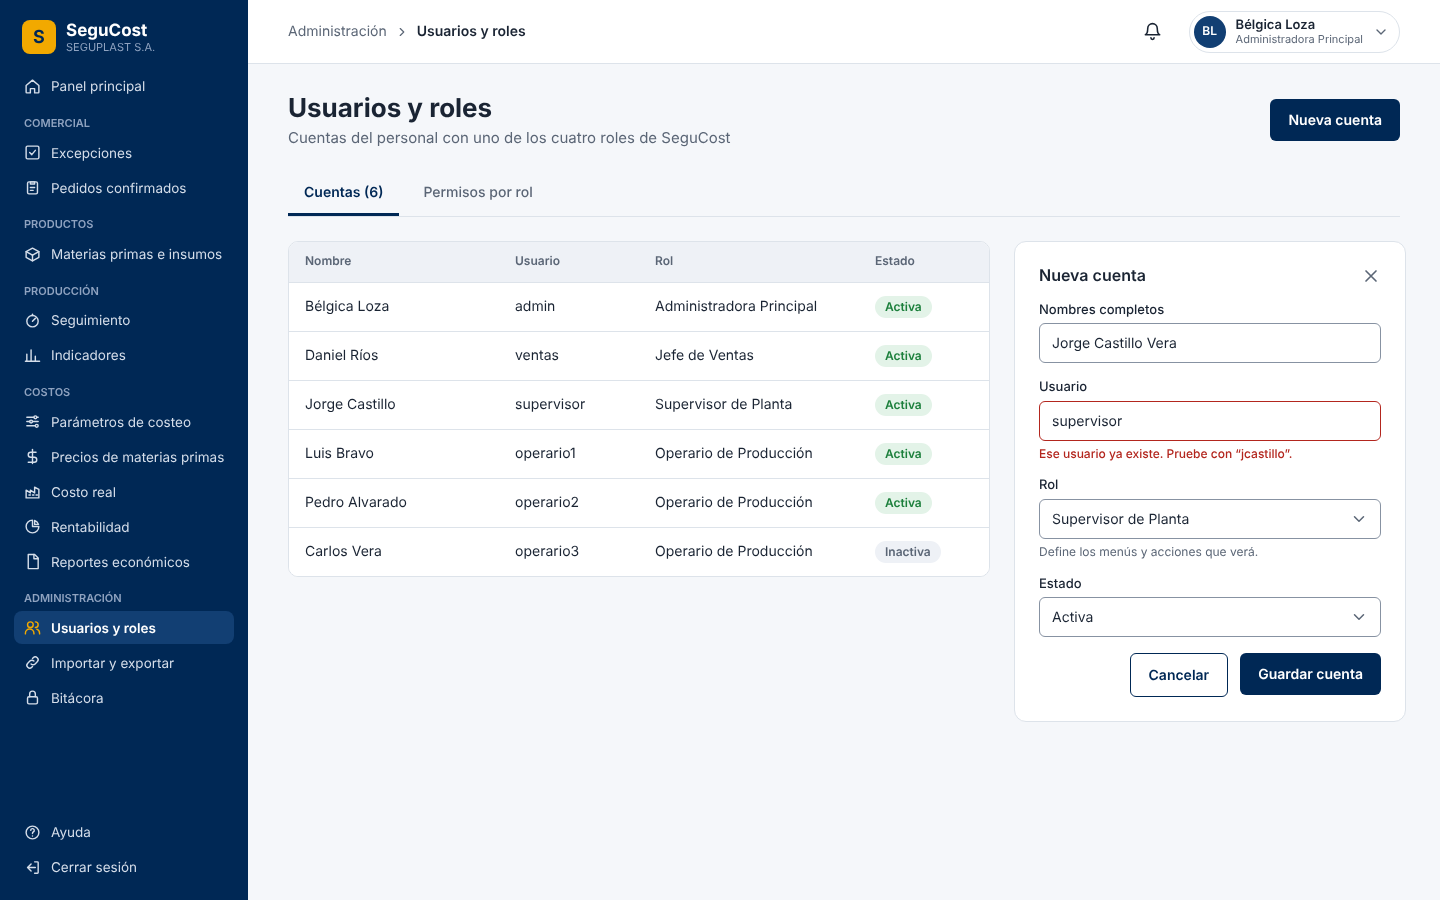 S
SeguCost
SEGUPLAST S.A.
Panel principal
COMERCIAL
Excepciones
Pedidos confirmados
PRODUCTOS
Materias primas e insumos
PRODUCCIÓN
Seguimiento
Indicadores
COSTOS
Parámetros de costeo
Precios de materias primas
Costo real
Rentabilidad
Reportes económicos
ADMINISTRACIÓN
Usuarios y roles
Importar y exportar
Bitácora
Ayuda
Cerrar sesión
Administración > Usuarios y roles
BL
Bélgica Loza
Administradora Principal
Usuarios y roles
Cuentas del personal con uno de los cuatro roles de SeguCost
Nueva cuenta
Cuentas (6) Permisos por rol
Nombre Usuario Rol Estado
Bélgica Loza admin Administradora Principal Activa
Daniel Ríos ventas Jefe de Ventas Activa
Jorge Castillo supervisor Supervisor de Planta Activa
Luis Bravo operario1 Operario de Producción Activa
Pedro Alvarado operario2 Operario de Producción Activa
Carlos Vera operario3 Operario de Producción Inactiva
Nueva cuenta
Nombres completos
Jorge Castillo Vera
Usuario
supervisor
Ese usuario ya existe. Pruebe con “jcastillo”.
Rol
Supervisor de Planta
Define los menús y acciones que verá.
Estado
Activa
Cancelar Guardar cuenta